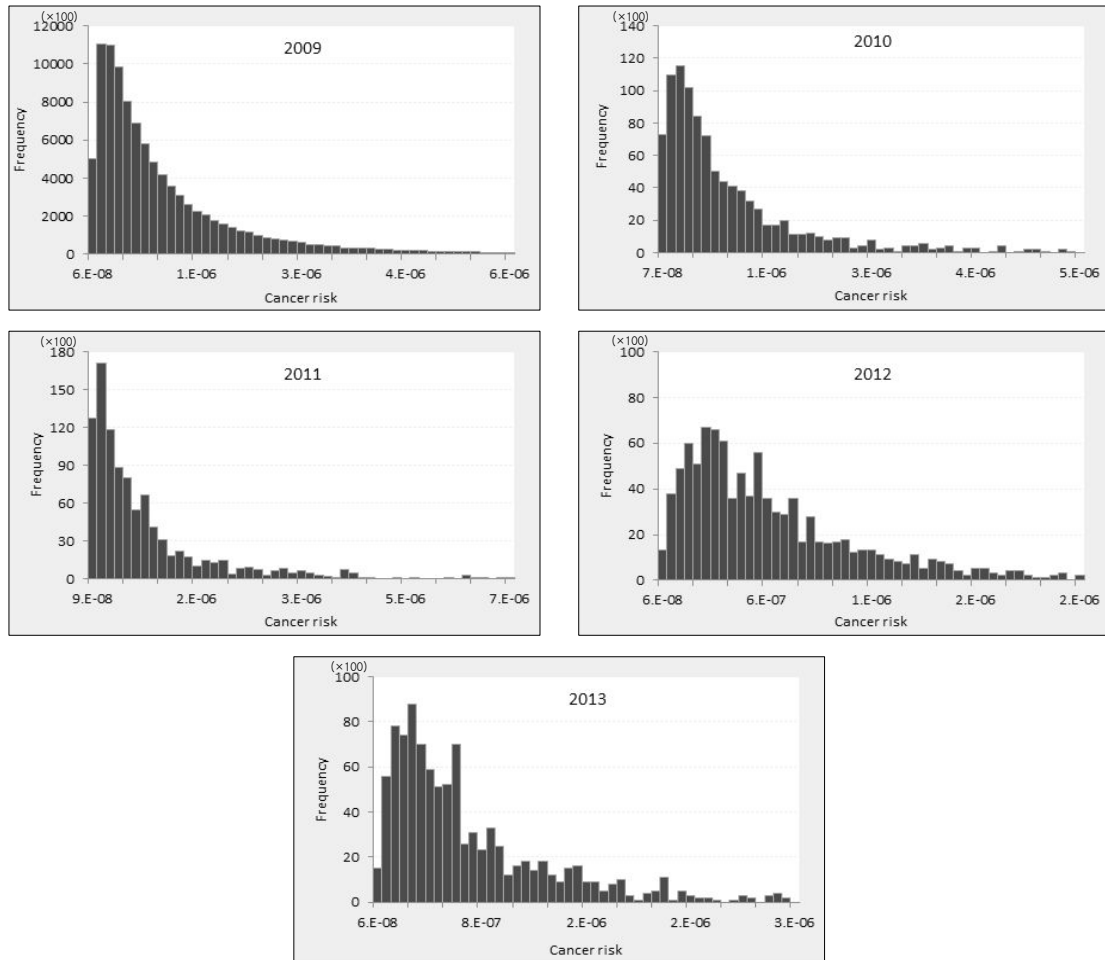 (×100)
12000
10000
8000
6000
4000
2000
0
Frequency
2009
6.E-08 1.E-06 3.E-06 4.E-06 6.E-06
Cancer risk
(×100)
140
120
100
80
60
40
20
0
Frequency
2010
7.E-08 1.E-06 3.E-06 4.E-06 5.E-06
Cancer risk
(×100)
180
150
120
90
60
30
0
Frequency
2011
9.E-08 2.E-06 3.E-06 5.E-06 7.E-06
Cancer risk
(×100)
100
80
60
40
20
0
Frequency
2012
6.E-08 6.E-07 1.E-06 2.E-06 2.E-06
Cancer risk
(×100)
100
80
60
40
20
0
Frequency
2013
6.E-08 8.E-07 2.E-06 2.E-06 3.E-06
Cancer risk